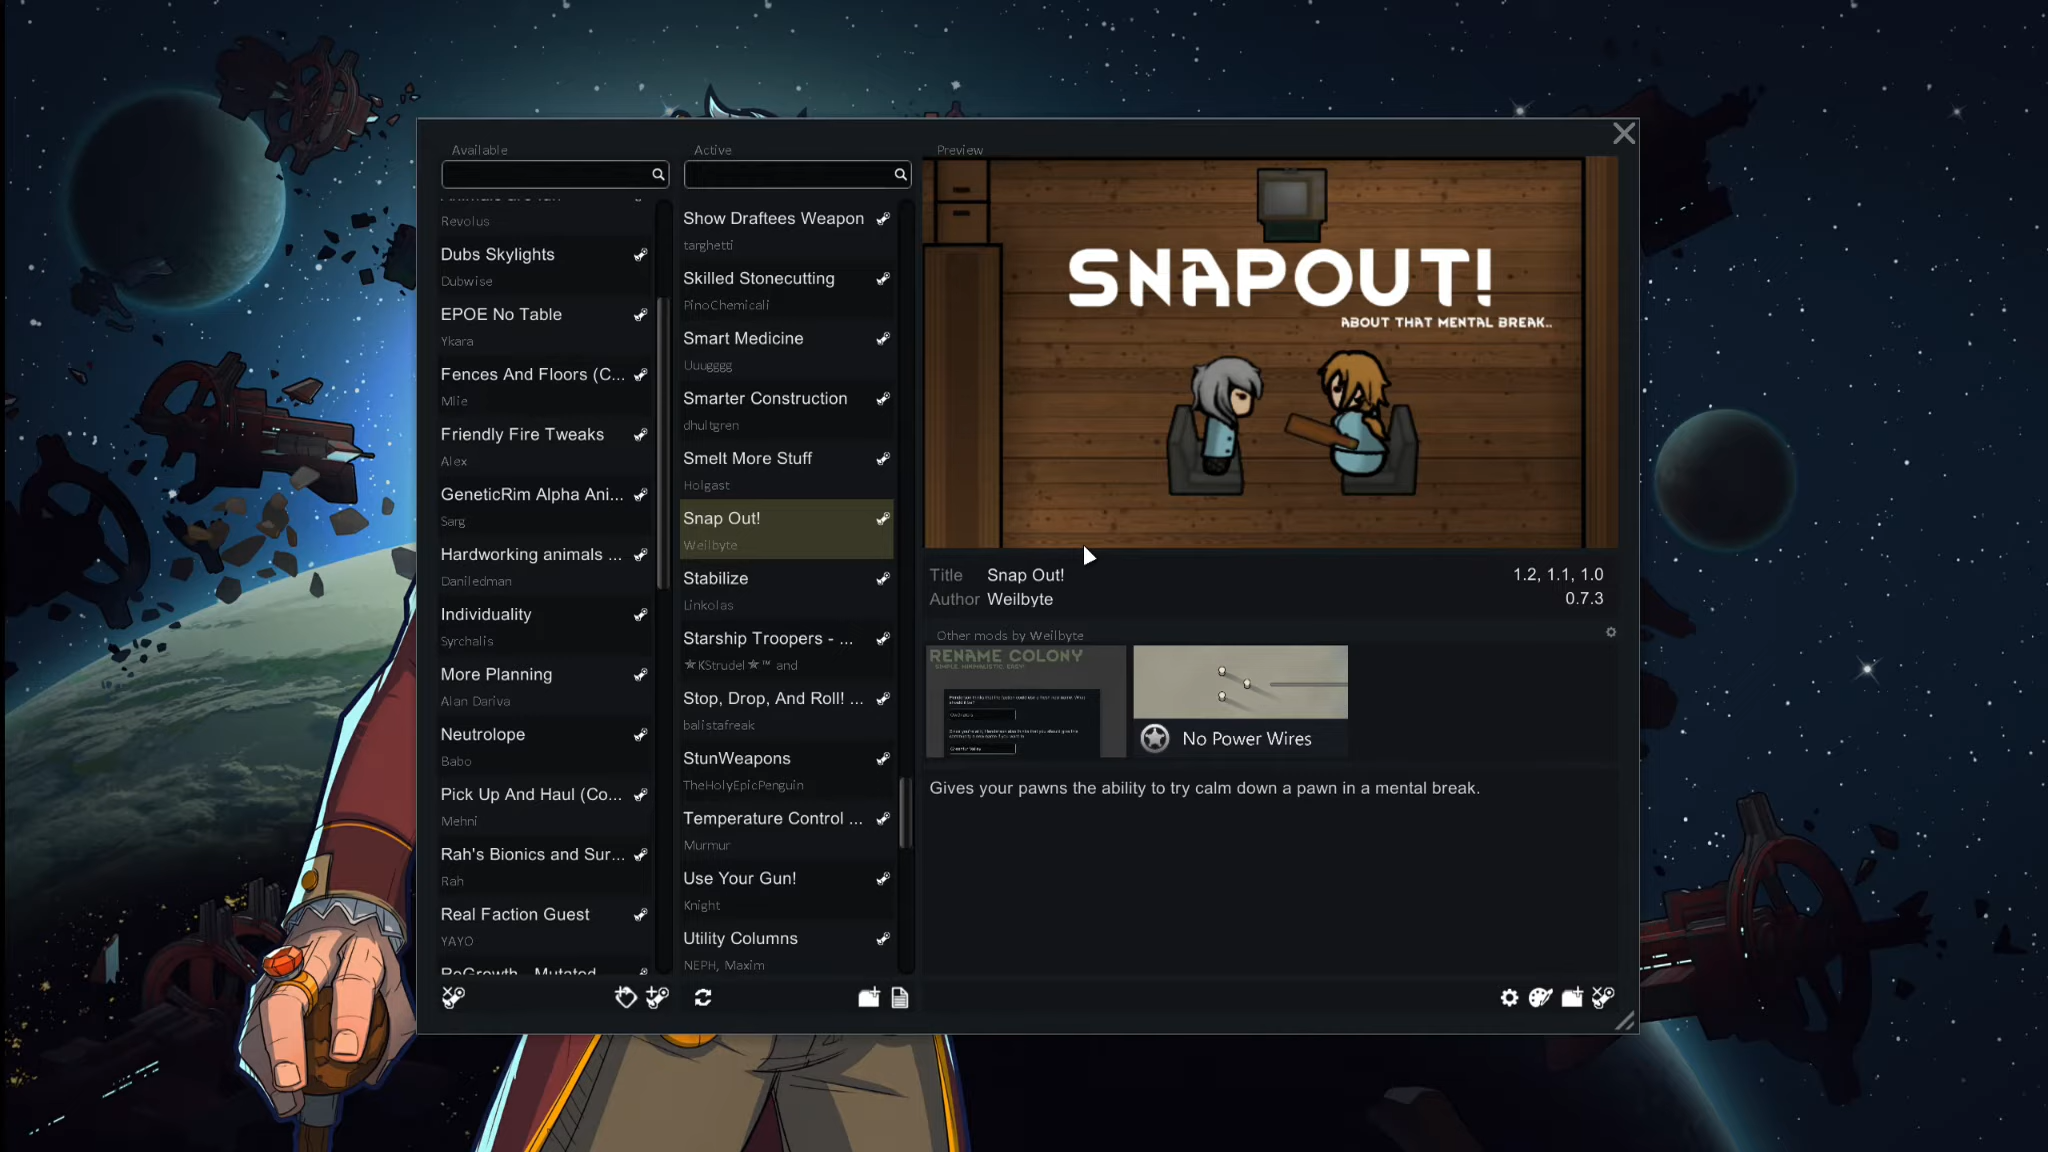 Available
Revolus
Dubs Skylights
Dubwise
EPOE No Table
Ykara
Fences And Floors (C...
Mlie
Friendly Fire Tweaks
Alex
GeneticRim Alpha Ani...
Sarg
Hardworking animals ...
Daniledman
Individuality
Syrchalis
More Planning
Alan Dariva
Neutrolope
Babo
Pick Up And Haul (Co...
Mehni
Rah's Bionics and Sur...
Rah
Real Faction Guest
YAYO
ReGrowth - Mutated
Active
Show Draftees Weapon
targhetti
Skilled Stonecutting
PinoChemicali
Smart Medicine
Uuugggg
Smarter Construction
dhultgren
Smelt More Stuff
Holgast
Snap Out!
Weilbyte
Stabilize
Linkolas
Starship Troopers - ...
★KStrudel★™ and
Stop, Drop, And Roll! ...
balistafreak
StunWeapons
TheHolyEpicPenguin
Temperature Control ...
Murmur
Use Your Gun!
Knight
Utility Columns
NEPH, Maxim
Preview
SNAPOUT!
ABOUT THAT MENTAL BREAK..
Title Snap Out! 1.2, 1.1, 1.0
Author Weilbyte 0.7.3
Other mods by Weilbyte
RENAME COLONY
SIMPLE. MINIMALISTIC. EASY!
No Power Wires
Gives your pawns the ability to try calm down a pawn in a mental break.